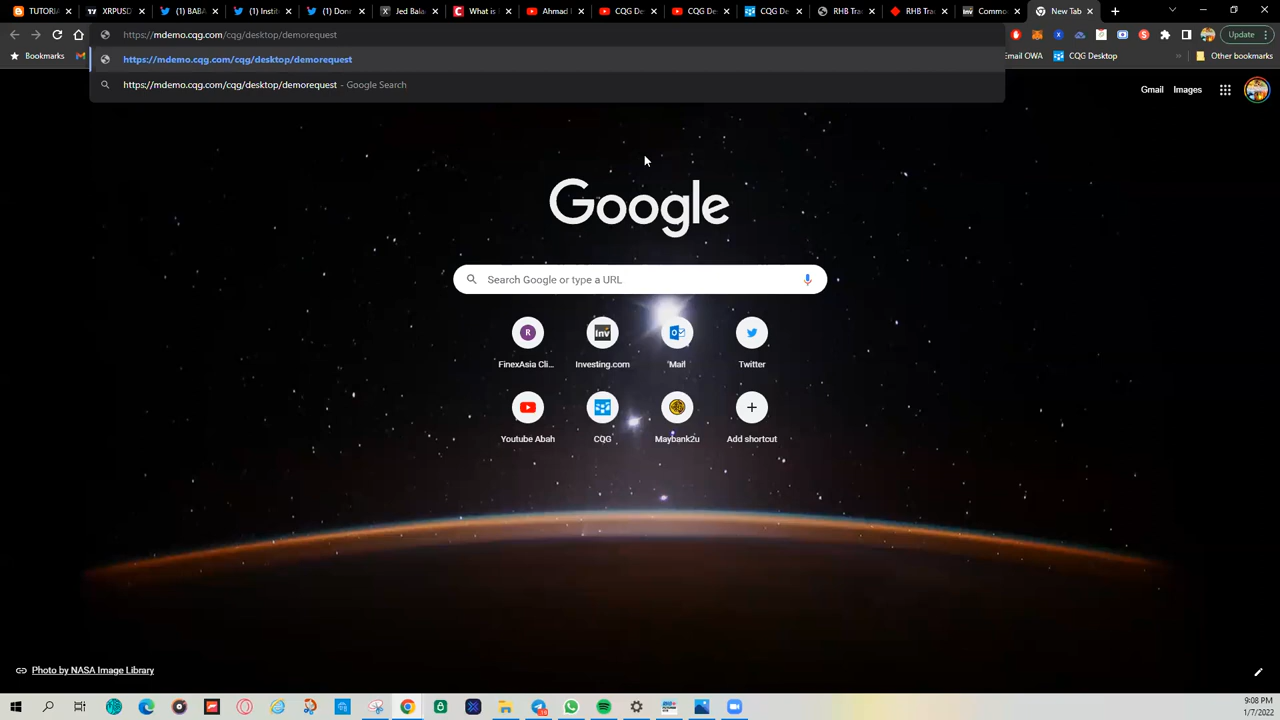 TUTORIA
XRPUSD
(1) BABA
(1) Instit
(1) Dono
Jed Bala
What is
Ahmad
CQG De
CQG De
CQG De
RHB Tra
RHB Tra
Commo
New Tab
https://mdemo.cqg.com/cqg/desktop/demorequest
Update
Bookmarks
https://mdemo.cqg.com/cqg/desktop/demorequest
Email OWA
CQG Desktop
Other bookmarks
https://mdemo.cqg.com/cqg/desktop/demorequest - Google Search
Gmail Images
Google
Search Google or type a URL
FinexAsia Cli...
Investing.com
Mail
Twitter
Youtube Abah
CQG
Maybank2u
Add shortcut
Photo by NASA Image Library
9:08 PM
1/7/2022